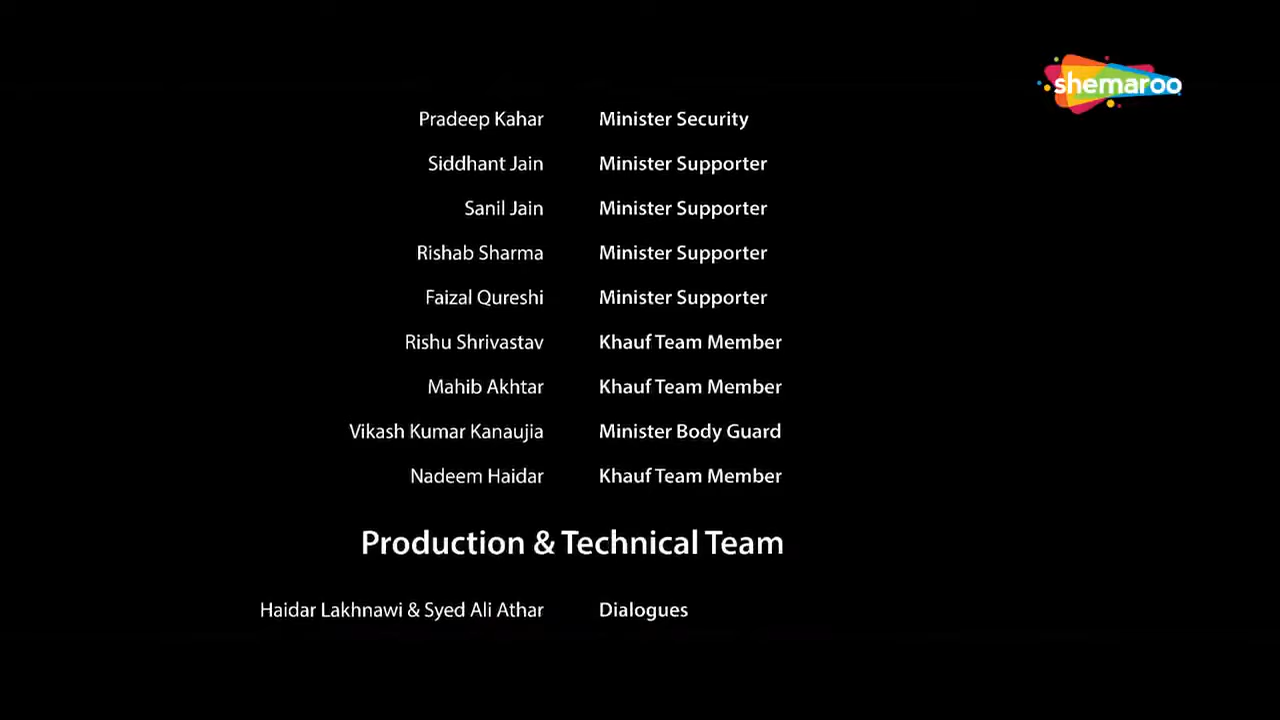 shemaroo
Pradeep Kahar Minister Security
Siddhant Jain Minister Supporter
Sanil Jain Minister Supporter
Rishab Sharma Minister Supporter
Faizal Qureshi Minister Supporter
Rishu Shrivastav Khauf Team Member
Mahib Akhtar Khauf Team Member
Vikash Kumar Kanaujia Minister Body Guard
Nadeem Haidar Khauf Team Member
Production & Technical Team
Haidar Lakhnawi & Syed Ali Athar Dialogues